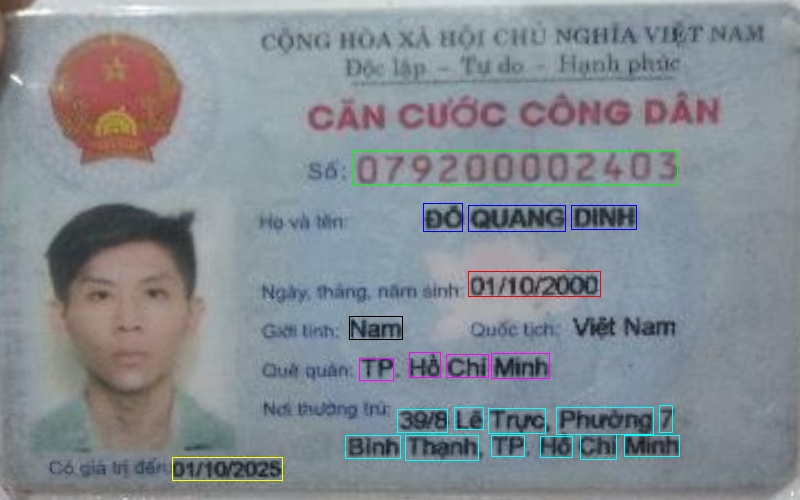 CỘNG HÒA XÃ HỘI CHỦ NGHĨA VIỆT NAM
Độc lập - Tự do - Hạnh phúc
CĂN CƯỚC CÔNG DÂN
Số: 079200002403
Họ và tên: ĐỖ QUANG DINH
Ngày, tháng, năm sinh: 01/10/2000
Giới tính: Nam Quốc tịch: Việt Nam
Quê quán: TP. Hồ Chí Minh
Nơi thường trú: 39/8 Lê Trực, Phường 7
Bình Thạnh, TP. Hồ Chí Minh
Có giá trị đến: 01/10/2025